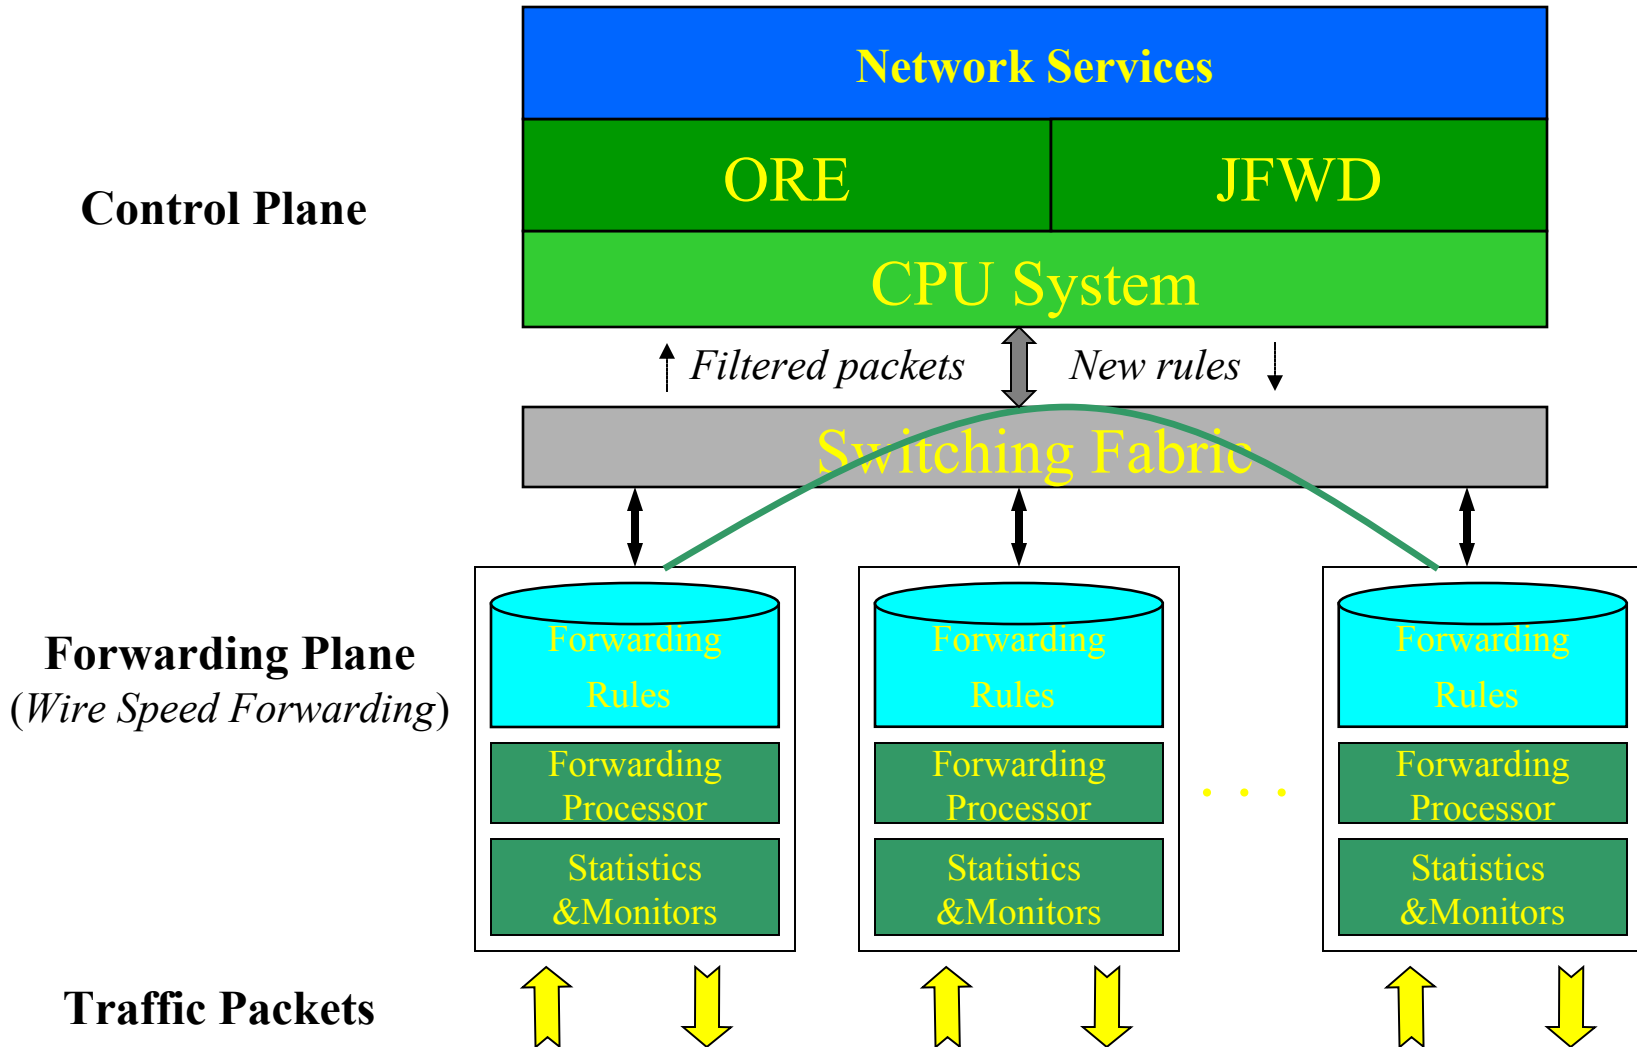 Network Services
ORE
JFWD
Control Plane
CPU System
Filtered packets
New rules
Switching Fabric
Forwarding Plane
(Wire Speed Forwarding)
Forwarding
Rules
Forwarding
Processor
Statistics
&Monitors
Forwarding
Rules
Forwarding
Processor
Statistics
&Monitors
. . .
Forwarding
Rules
Forwarding
Processor
Statistics
&Monitors
Traffic Packets